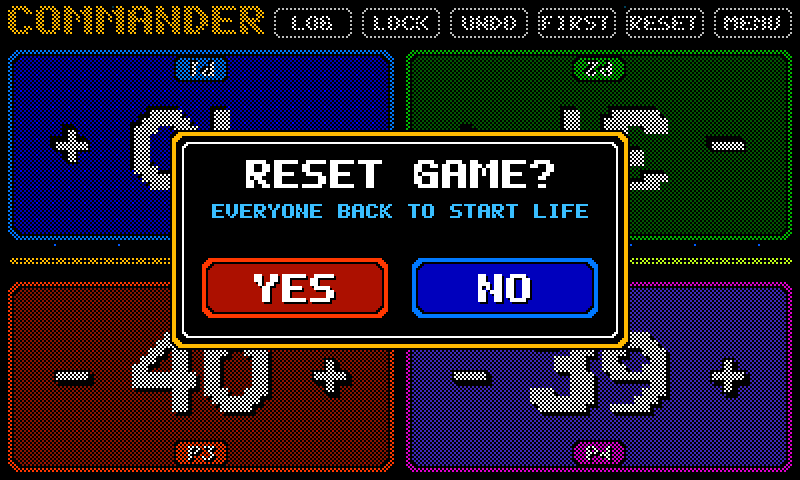 COMMANDER LOG LOCK UNDO FIRST RESET MENU
P1 P2
+ -
RESET GAME?
EVERYONE BACK TO START LIFE
YES NO
- 40 + - 39 +
P3 P4